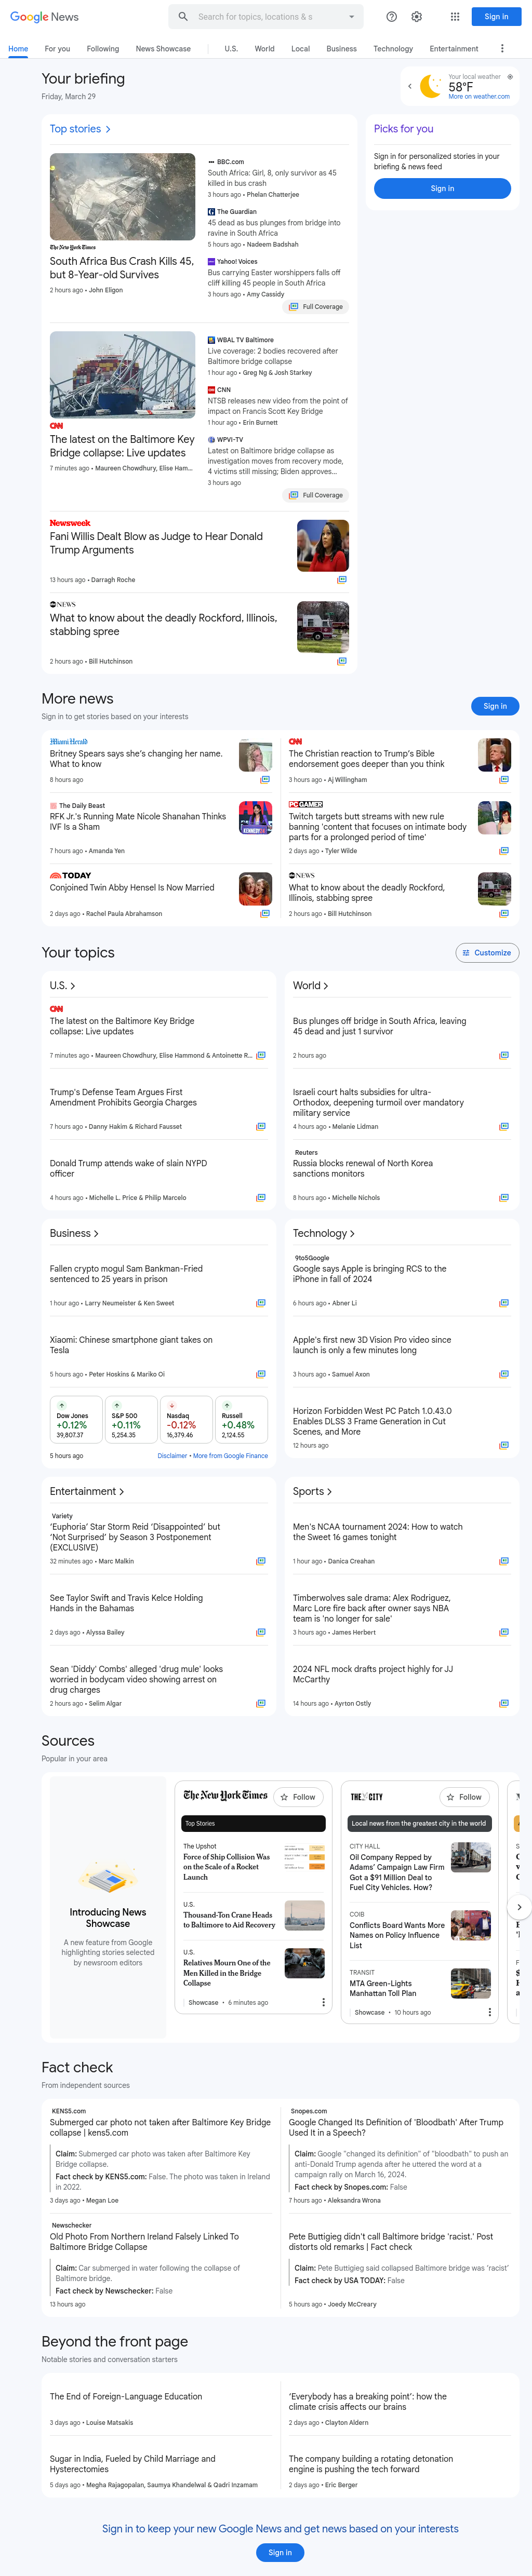 Google News
Search for topics, locations & s
Sign in
Home For you Following News Showcase U.S. World Local Business Technology Entertainment
Your briefing
Friday, March 29
Your local weather
58°F
More on weather.com
Top stories
Picks for you
Sign in for personalized stories in your
briefing & news feed
Sign in
The New York Times
South Africa Bus Crash Kills 45,
but 8-Year-old Survives
2 hours ago • John Eligon
BBC.com
South Africa: Girl, 8, only survivor as 45
killed in bus crash
3 hours ago • Phelan Chatterjee
The Guardian
45 dead as bus plunges from bridge into
ravine in South Africa
5 hours ago • Nadeem Badshah
Yahoo! Voices
Bus carrying Easter worshippers falls off
cliff killing 45 people in South Africa
3 hours ago • Amy Cassidy
Full Coverage
CNN
The latest on the Baltimore Key
Bridge collapse: Live updates
7 minutes ago • Maureen Chowdhury, Elise Ham...
WBAL TV Baltimore
Live coverage: 2 bodies recovered after
Baltimore bridge collapse
1 hour ago • Greg Ng & Josh Starkey
CNN
NTSB releases new video from the point of
impact on Francis Scott Key Bridge
1 hour ago • Erin Burnett
WPVI-TV
Latest on Baltimore bridge collapse as
investigation moves from recovery mode,
4 victims still missing; Biden approves...
3 hours ago
Full Coverage
Newsweek
Fani Willis Dealt Blow as Judge to Hear Donald
Trump Arguments
13 hours ago • Darragh Roche
abc NEWS
What to know about the deadly Rockford, Illinois,
stabbing spree
2 hours ago • Bill Hutchinson
More news
Sign in to get stories based on your interests
Sign in
Miami Herald
Britney Spears says she's changing her name.
What to know
8 hours ago
CNN
The Christian reaction to Trump's Bible
endorsement goes deeper than you think
3 hours ago • Aj Willingham
The Daily Beast
RFK Jr.'s Running Mate Nicole Shanahan Thinks
IVF Is a Sham
7 hours ago • Amanda Yen
KENNEDY24
PC GAMER
Twitch targets butt streams with new rule
banning 'content that focuses on intimate body
parts for a prolonged period of time'
2 days ago • Tyler Wilde
TODAY
Conjoined Twin Abby Hensel Is Now Married
2 days ago • Rachel Paula Abrahamson
abc NEWS
What to know about the deadly Rockford,
Illinois, stabbing spree
2 hours ago • Bill Hutchinson
Your topics
Customize
U.S.
CNN
The latest on the Baltimore Key Bridge
collapse: Live updates
7 minutes ago • Maureen Chowdhury, Elise Hammond & Antoinette R...
Trump's Defense Team Argues First
Amendment Prohibits Georgia Charges
7 hours ago • Danny Hakim & Richard Fausset
Donald Trump attends wake of slain NYPD
officer
4 hours ago • Michelle L. Price & Philip Marcelo
World
Bus plunges off bridge in South Africa, leaving
45 dead and just 1 survivor
2 hours ago
Israeli court halts subsidies for ultra-
Orthodox, deepening turmoil over mandatory
military service
4 hours ago • Melanie Lidman
Reuters
Russia blocks renewal of North Korea
sanctions monitors
8 hours ago • Michelle Nichols
Business
Fallen crypto mogul Sam Bankman-Fried
sentenced to 25 years in prison
1 hour ago • Larry Neumeister & Ken Sweet
Xiaomi: Chinese smartphone giant takes on
Tesla
5 hours ago • Peter Hoskins & Mariko Oi
Dow Jones
+0.12%
39,807.37
S&P 500
+0.11%
5,254.35
Nasdaq
-0.12%
16,379.46
Russell
+0.48%
2,124.55
5 hours ago
Disclaimer • More from Google Finance
Technology
9to5Google
Google says Apple is bringing RCS to the
iPhone in fall of 2024
6 hours ago • Abner Li
Apple's first new 3D Vision Pro video since
launch is only a few minutes long
3 hours ago • Samuel Axon
Horizon Forbidden West PC Patch 1.0.43.0
Enables DLSS 3 Frame Generation in Cut
Scenes, and More
12 hours ago
Entertainment
Variety
'Euphoria' Star Storm Reid 'Disappointed' but
'Not Surprised' by Season 3 Postponement
(EXCLUSIVE)
32 minutes ago • Marc Malkin
See Taylor Swift and Travis Kelce Holding
Hands in the Bahamas
2 days ago • Alyssa Bailey
Sean 'Diddy' Combs' alleged 'drug mule' looks
worried in bodycam video showing arrest on
drug charges
2 hours ago • Selim Algar
Sports
Men's NCAA tournament 2024: How to watch
the Sweet 16 games tonight
1 hour ago • Danica Creahan
Timberwolves sale drama: Alex Rodriguez,
Marc Lore fire back after owner says NBA
team is 'no longer for sale'
3 hours ago • James Herbert
2024 NFL mock drafts project highly for JJ
McCarthy
14 hours ago • Ayrton Ostly
Sources
Popular in your area
Introducing News
Showcase
A new feature from Google
highlighting stories selected
by newsroom editors
The New York Times
Follow
Top Stories
The Upshot
Force of Ship Collision Was
on the Scale of a Rocket
Launch
U.S.
Thousand-Ton Crane Heads
to Baltimore to Aid Recovery
U.S.
Relatives Mourn One of the
Men Killed in the Bridge
Collapse
Showcase • 6 minutes ago
THE CITY
Follow
Local news from the greatest city in the world
CITY HALL
Oil Company Repped by
Adams' Campaign Law Firm
Got a $91 Million Deal to
Fuel City Vehicles. How?
COIB
Conflicts Board Wants More
Names on Policy Influence
List
TRANSIT
MTA Green-Lights
Manhattan Toll Plan
Showcase • 10 hours ago
Fact check
From independent sources
KENS5.com
Submerged car photo not taken after Baltimore Key Bridge
collapse | kens5.com
Claim: Submerged car photo was taken after Baltimore Key
Bridge collapse.
Fact check by KENS5.com: False. The photo was taken in Ireland
in 2022.
3 days ago • Megan Loe
Snopes.com
Google Changed Its Definition of 'Bloodbath' After Trump
Used It in a Speech?
Claim: Google "changed its definition" of "bloodbath" to push an
anti-Donald Trump agenda after he uttered the word at a
campaign rally on March 16, 2024.
Fact check by Snopes.com: False
7 hours ago • Aleksandra Wrona
Newschecker
Old Photo From Northern Ireland Falsely Linked To
Baltimore Bridge Collapse
Claim: Car submerged in water following the collapse of
Baltimore bridge.
Fact check by Newschecker: False
13 hours ago
Pete Buttigieg didn't call Baltimore bridge 'racist.' Post
distorts old remarks | Fact check
Claim: Pete Buttigieg said collapsed Baltimore bridge was 'racist'
Fact check by USA TODAY: False
5 hours ago • Joedy McCreary
Beyond the front page
Notable stories and conversation starters
The End of Foreign-Language Education
3 days ago • Louise Matsakis
'Everybody has a breaking point': how the
climate crisis affects our brains
2 days ago • Clayton Aldern
Sugar in India, Fueled by Child Marriage and
Hysterectomies
5 days ago • Megha Rajagopalan, Saumya Khandelwal & Qadri Inzamam
The company building a rotating detonation
engine is pushing the tech forward
2 days ago • Eric Berger
Sign in to keep your new Google News and get news based on your interests
Sign in